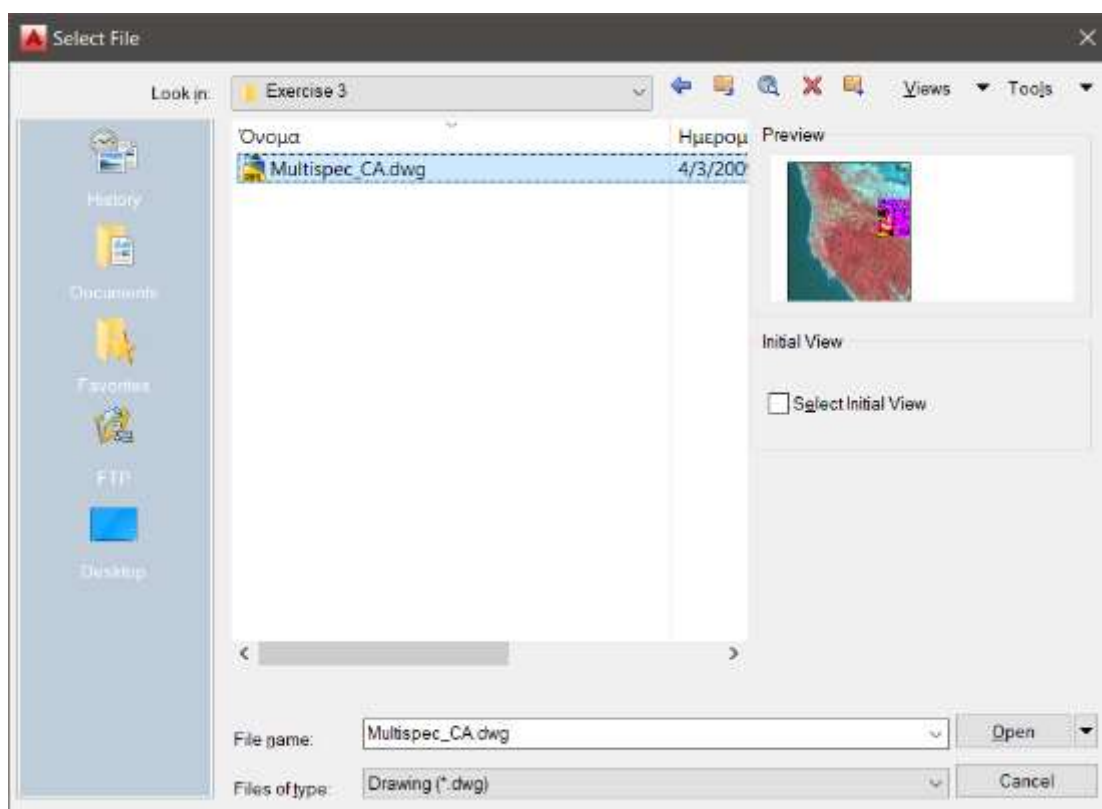 Select File
Look in:
Exercise 3
Views
Tools
History
Documents
Favorites
FTP
Desktop
Όνομα
Ημερομ
Multispec_CA.dwg
4/3/200
Preview
Initial View
Select Initial View
File name:
Multispec_CA.dwg
Open
Files of type:
Drawing (*.dwg)
Cancel